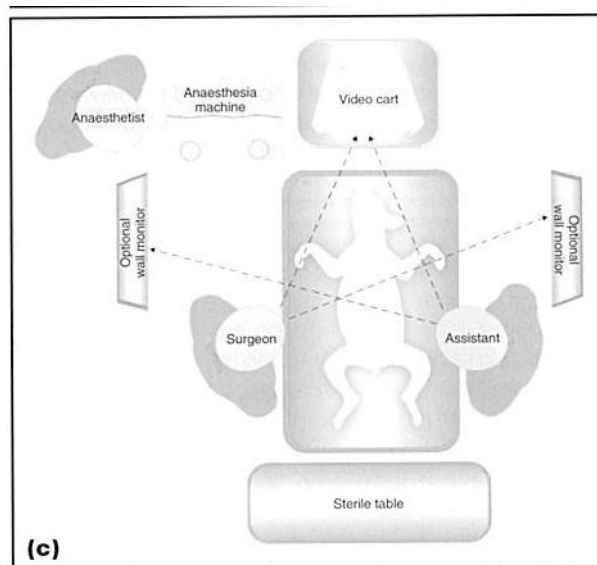 Anaesthesia
machine
Video cart
Anaesthetist
Optional
wall monitor
Optional
wall monitor
Surgeon
Assistant
Sterile table
(c)